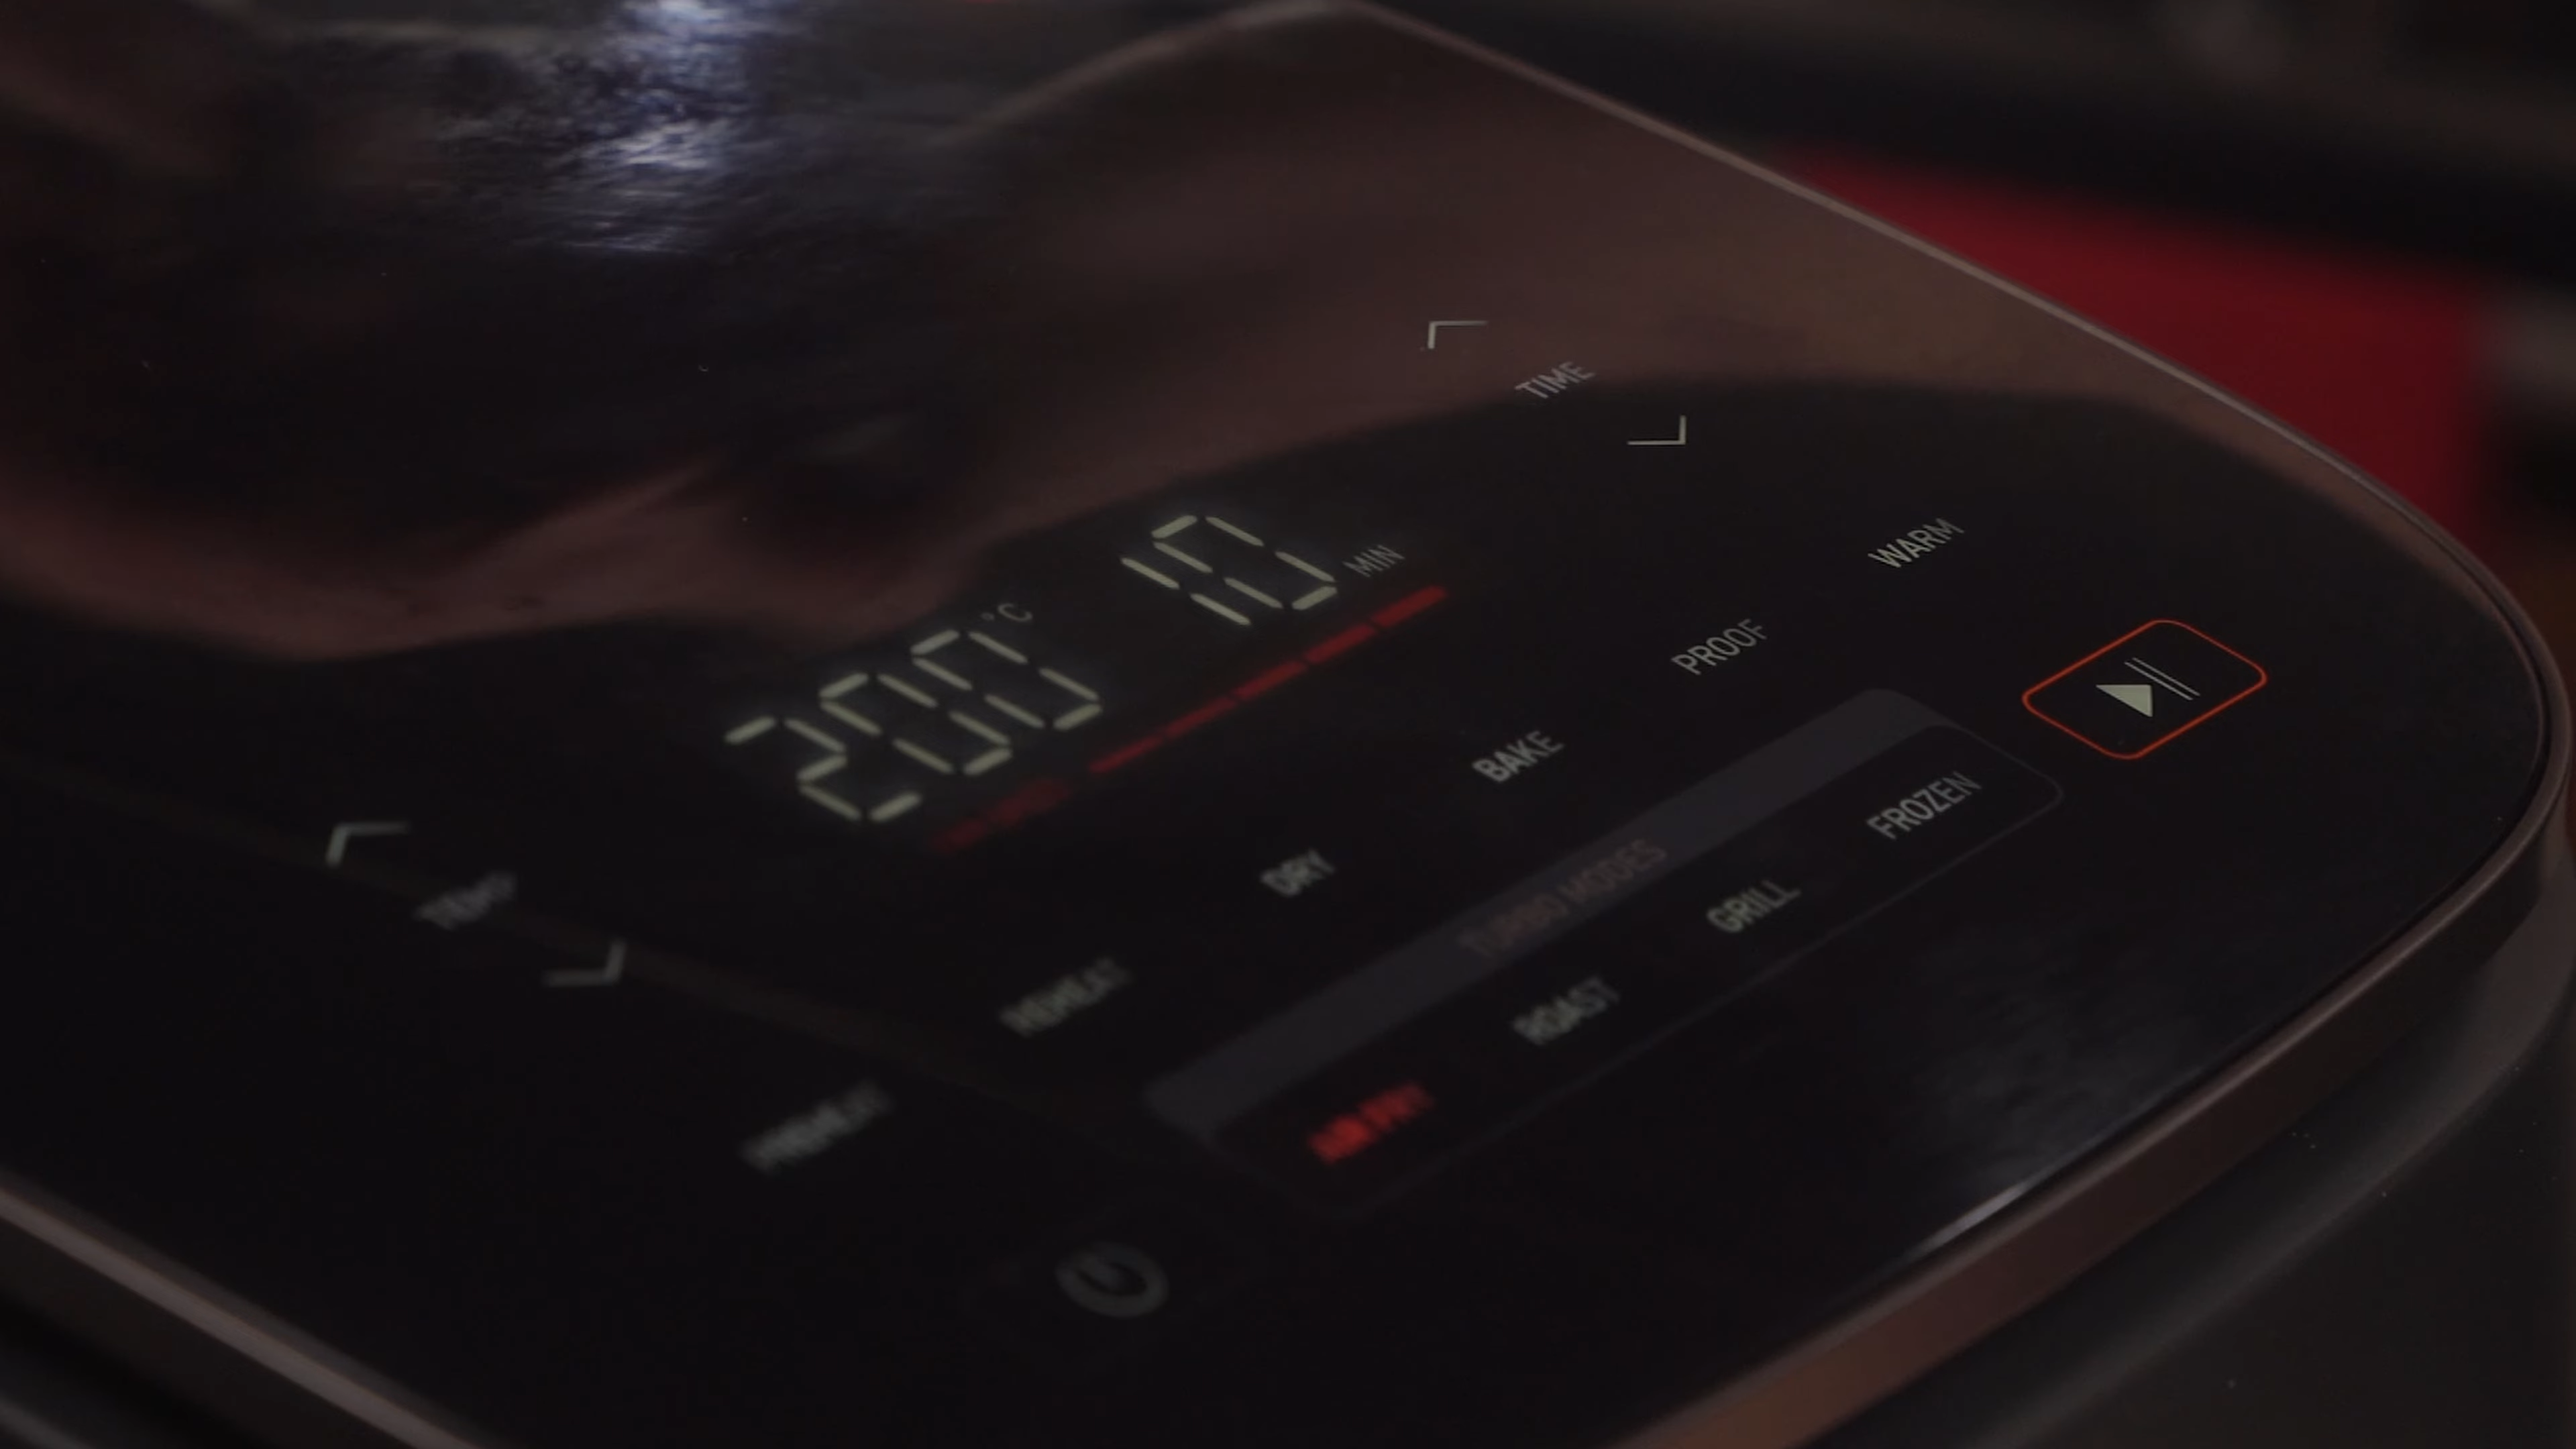 TIME
200 °C 10 MIN
TEMP
PREHEAT REHEAT DRY BAKE PROOF WARM
TURBO MODES
AIR FRY ROAST GRILL FROZEN